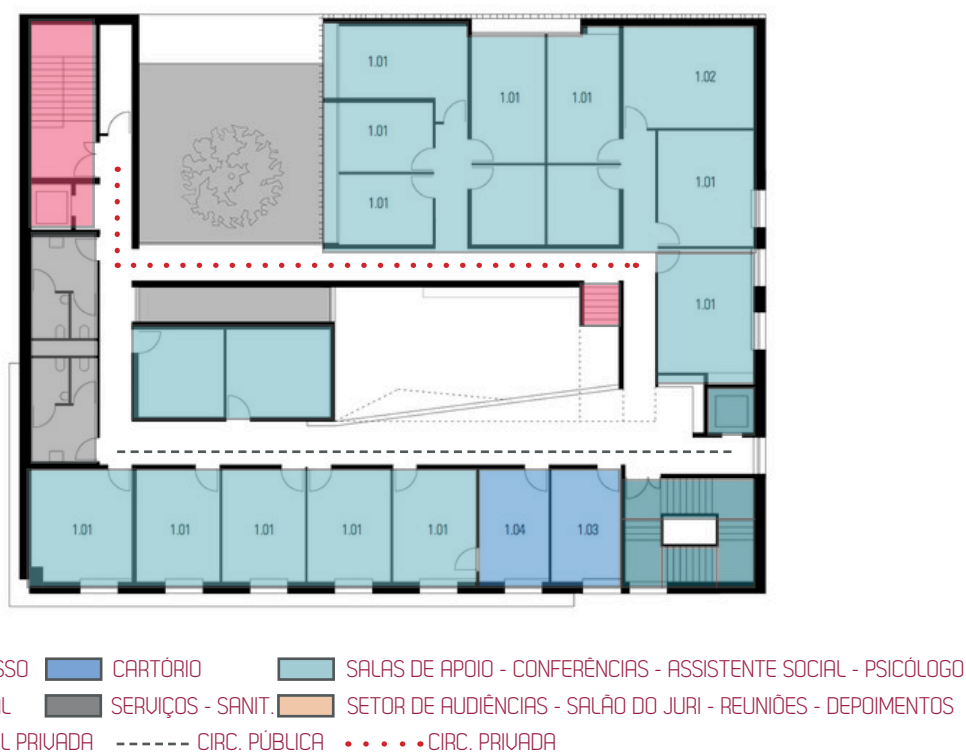 1.01
1.02
1.01 1.01
1.01
1.01
1.01
1.01
1.01 1.01 1.01 1.01 1.01 1.04 1.03
CARTÓRIO SALAS DE APOIO - CONFERÊNCIAS - ASSISTENTE SOCIAL - PSICÓLOGO
SERVIÇOS - SANIT. SETOR DE AUDIÊNCIAS - SALÃO DO JURI - REUNIÕES - DEPOIMENTOS
PRIVADA CIRC. PÚBLICA CIRC. PRIVADA